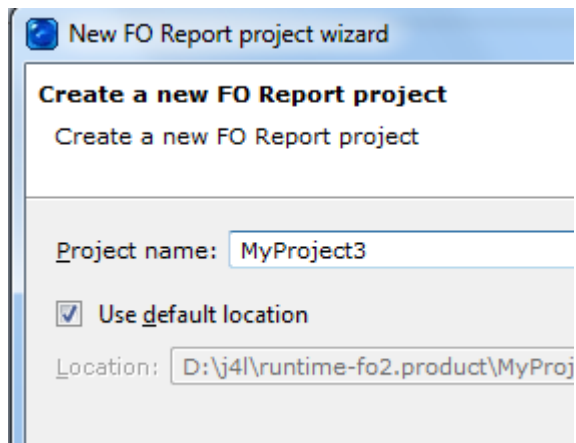 New FO Report project wizard
Create a new FO Report project
Create a new FO Report project
Project name: MyProject3
Use default location
Location: D:\j4l\runtime-fo2.product\MyProj